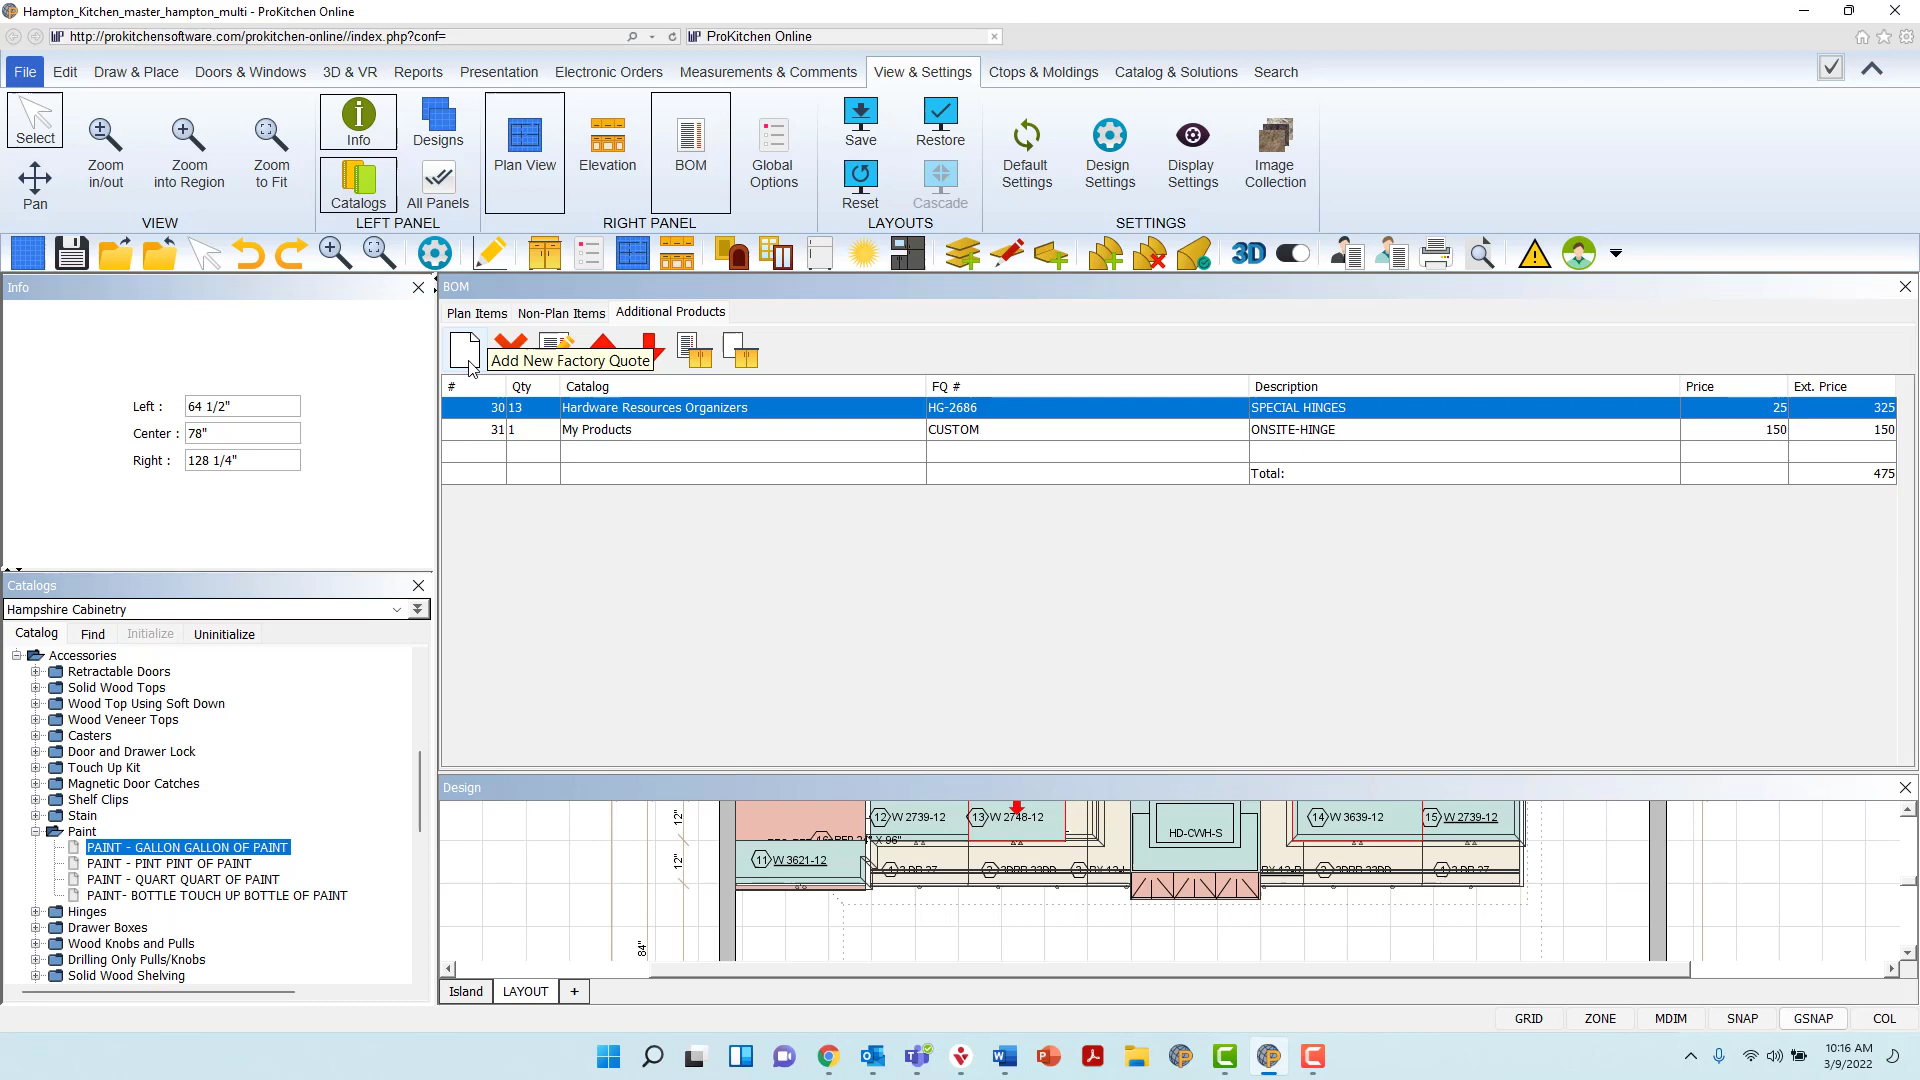 Hampton_Kitchen_master_hampton_multi - ProKitchen Online
http://prokitchensoftware.com/prokitchen-online//index.php?conf=
ProKitchen Online
File Edit Draw & Place Doors & Windows 3D & VR Reports Presentation Electronic Orders Measurements & Comments View & Settings Ctops & Moldings Catalog & Solutions Search
Select
Pan
Zoom in/out
Zoom into Region
Zoom to Fit
VIEW
Info
Catalogs
Designs
All Panels
LEFT PANEL
Plan View
Elevation
BOM
Global Options
RIGHT PANEL
Save
Reset
Restore
Cascade
LAYOUTS
Default Settings
Design Settings
Display Settings
Image Collection
SETTINGS
3D
Info
Left : 64 1/2"
Center : 78"
Right : 128 1/4"
BOM
Plan Items Non-Plan Items Additional Products
Add New Factory Quote
# Qty Catalog FQ # Description Price Ext. Price
30 13 Hardware Resources Organizers HG-2686 SPECIAL HINGES 25 325
31 1 My Products CUSTOM ONSITE-HINGE 150 150
Total: 475
Catalogs
Hampshire Cabinetry
Catalog Find Initialize Uninitialize
Accessories
Retractable Doors
Solid Wood Tops
Wood Top Using Soft Down
Wood Veneer Tops
Casters
Door and Drawer Lock
Touch Up Kit
Magnetic Door Catches
Shelf Clips
Stain
Paint
PAINT - GALLON GALLON OF PAINT
PAINT - PINT PINT OF PAINT
PAINT - QUART QUART OF PAINT
PAINT- BOTTLE TOUCH UP BOTTLE OF PAINT
Hinges
Drawer Boxes
Wood Knobs and Pulls
Drilling Only Pulls/Knobs
Solid Wood Shelving
Design
12"
12"
84"
12 W 2739-12
13 W 2748-12
HD-CWH-S
14 W 3639-12
15 W 2739-12
11 W 3621-12
Island LAYOUT +
GRID ZONE MDIM SNAP GSNAP COL
10:16 AM
3/9/2022